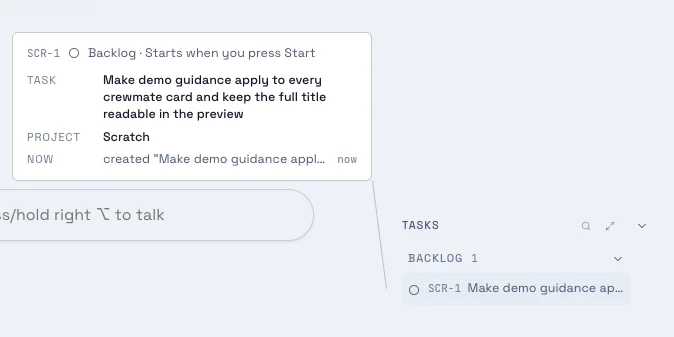 SCR-1 Backlog · Starts when you press Start
TASK Make demo guidance apply to every
crewmate card and keep the full title
readable in the preview
PROJECT Scratch
NOW created "Make demo guidance appl... now
ss/hold right ⌥ to talk
TASKS
BACKLOG 1
SCR-1 Make demo guidance ap...